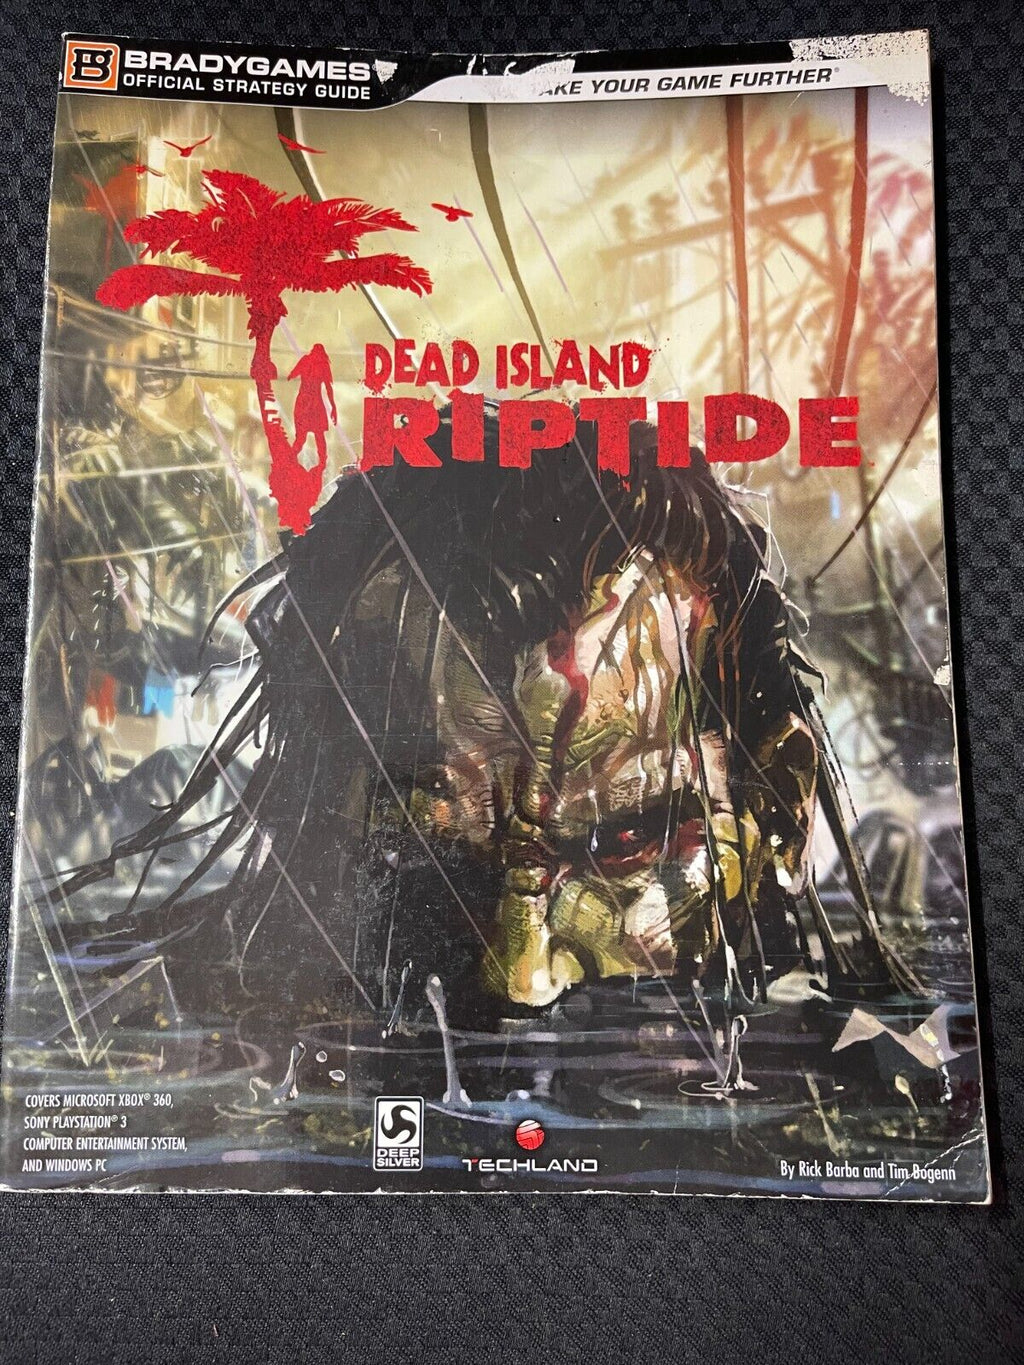 B BRADYGAMES
OFFICIAL STRATEGY GUIDE
YOUR GAME FURTHER®
DEAD ISLAND
RIPTIDE
COVERS MICROSOFT XBOX® 360,
SONY PLAYSTATION® 3
COMPUTER ENTERTAINMENT SYSTEM,
AND WINDOWS PC
DEEP
SILVER
TECHLAND
By Rick Barba and Tim Bogenn